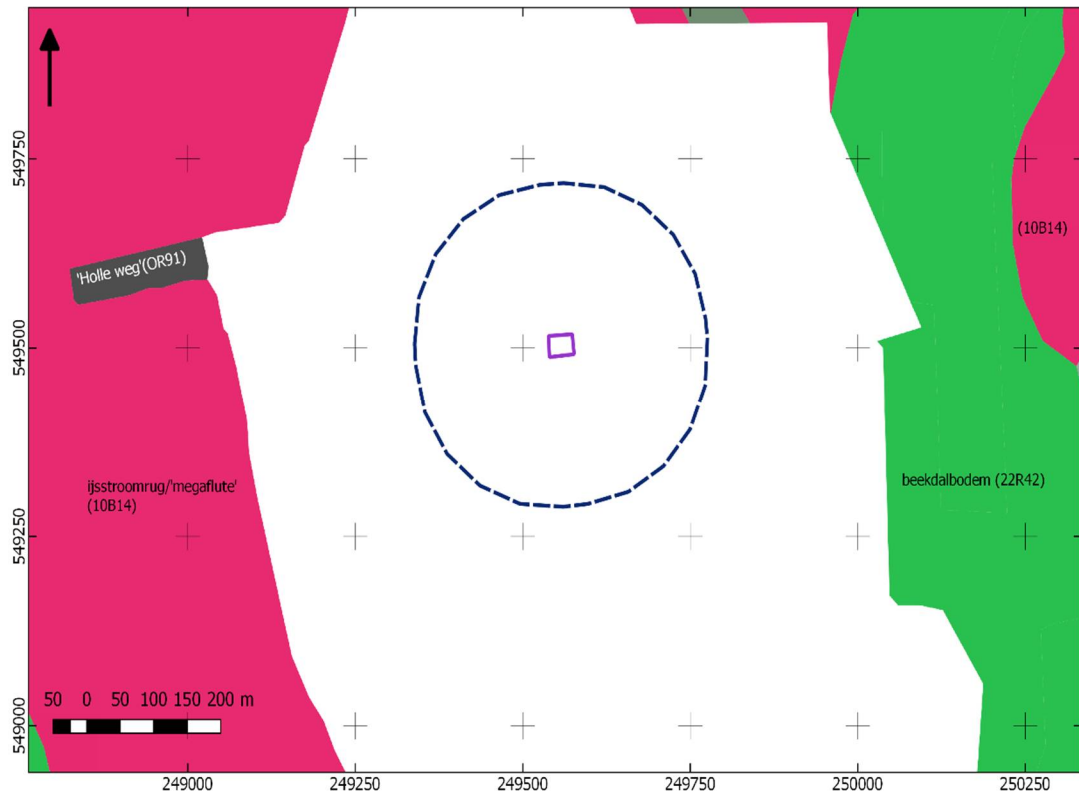 549750
(10B14)
'Holle weg'(OR91)
549500
ijsstroomrug/'megaflute'
(10B14)
beekdalbodem (22R42)
549250
50 0 50 100 150 200 m
549000
249000 249250 249500 249750 250000 250250